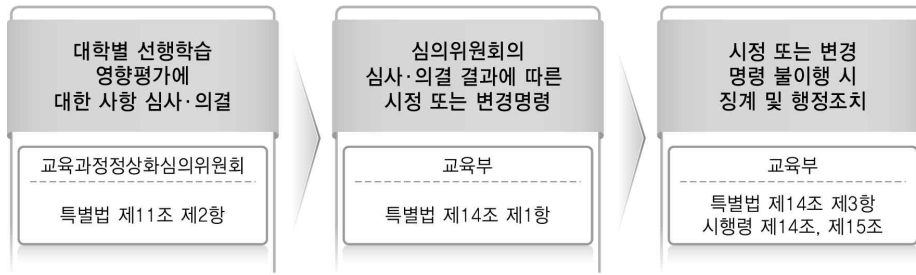 대학별 선행학습
영향평가에
대한 사항 심사·의결
교육과정정상화심의위원회
특별법 제11조 제2항
심의위원회의
심사·의결 결과에 따른
시정 또는 변경명령
교육부
특별법 제14조 제1항
시정 또는 변경
명령 불이행 시
징계 및 행정조치
교육부
특별법 제14조 제3항
시행령 제14조, 제15조